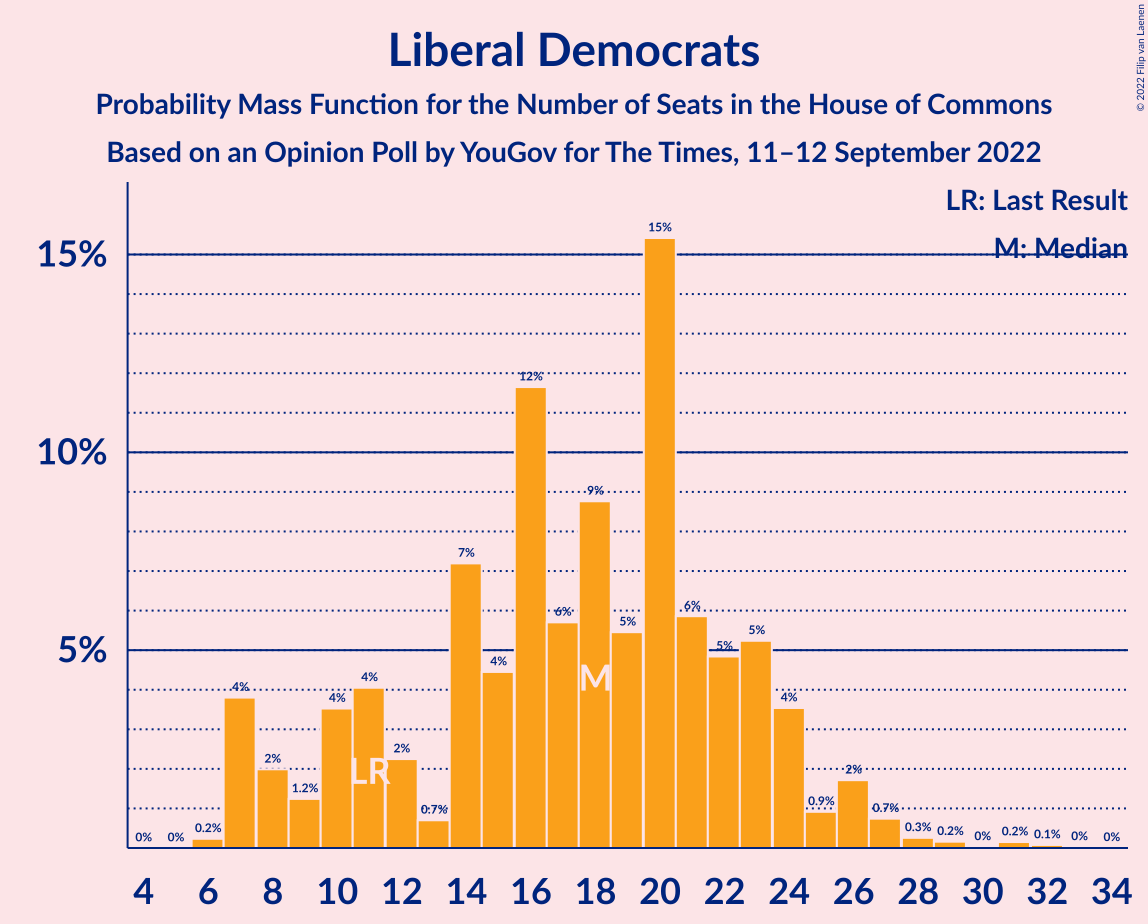 Liberal Democrats
Probability Mass Function for the Number of Seats in the House of Commons
Based on an Opinion Poll by YouGov for The Times, 11–12 September 2022
© 2022 Filip van Laenen
LR: Last Result
M: Median
15%
10%
5%
0% 0% 0.2% 4% 2% 1.2% 4% 4% 2% 0.7% 7% 4% 12% 6% 9% 5% 15% 6% 5% 5% 4% 0.9% 2% 0.7% 0.3% 0.2% 0% 0.2% 0.1% 0% 0%
LR M
4 6 8 10 12 14 16 18 20 22 24 26 28 30 32 34